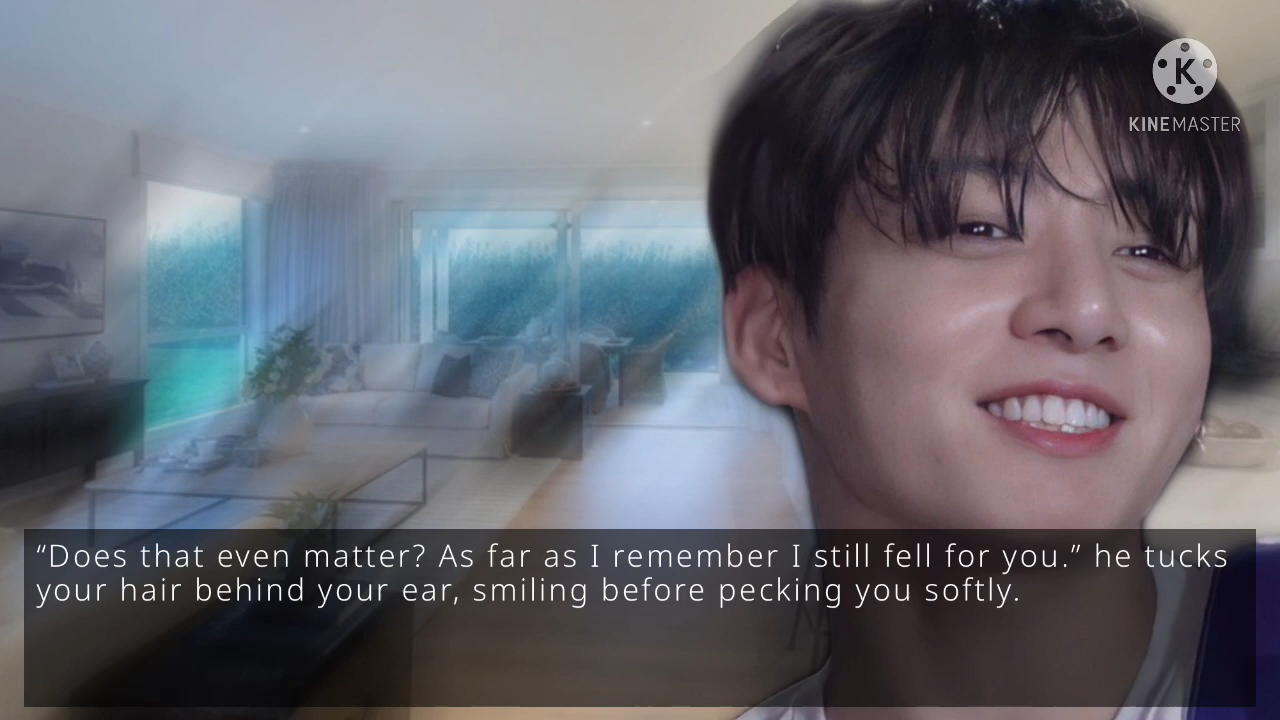 KINEMASTER
“Does that even matter? As far as I remember I still fell for you.” he tucks
your hair behind your ear, smiling before pecking you softly.